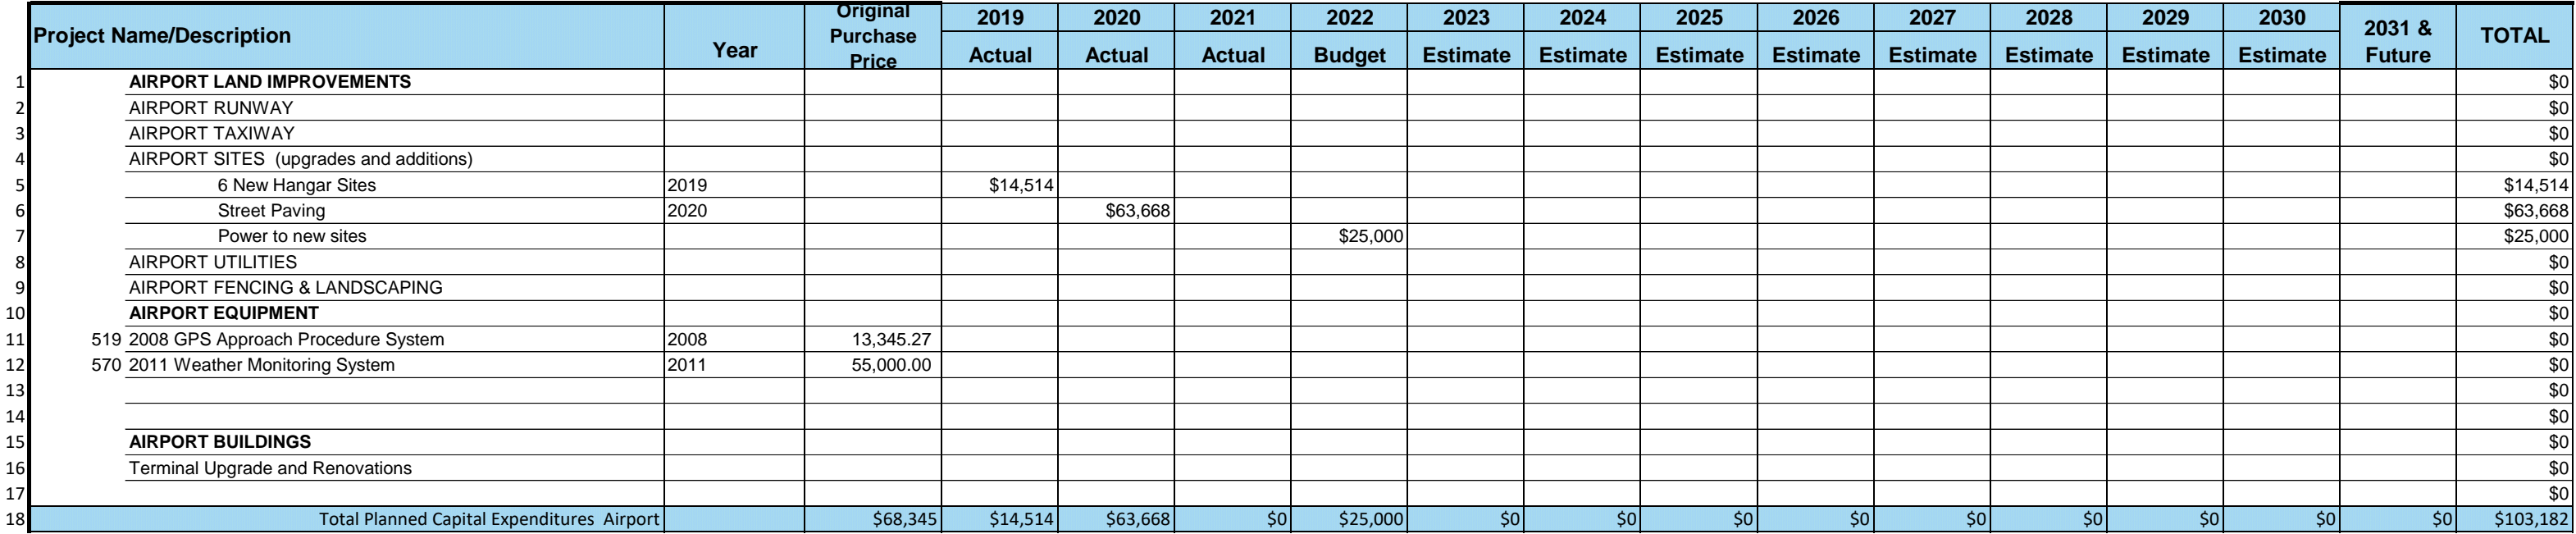 Project Name/Description Year Original Purchase Price 2019 Actual 2020 Actual 2021 Actual 2022 Budget 2023 Estimate 2024 Estimate 2025 Estimate 2026 Estimate 2027 Estimate 2028 Estimate 2029 Estimate 2030 Estimate 2031 & Future TOTAL
1 AIRPORT LAND IMPROVEMENTS $0
2 AIRPORT RUNWAY $0
3 AIRPORT TAXIWAY $0
4 AIRPORT SITES (upgrades and additions) $0
5 6 New Hangar Sites 2019 $14,514 $14,514
6 Street Paving 2020 $63,668 $63,668
7 Power to new sites $25,000 $25,000
8 AIRPORT UTILITIES $0
9 AIRPORT FENCING & LANDSCAPING $0
10 AIRPORT EQUIPMENT $0
11 519 2008 GPS Approach Procedure System 2008 13,345.27 $0
12 570 2011 Weather Monitoring System 2011 55,000.00 $0
13 $0
14 $0
15 AIRPORT BUILDINGS $0
16 Terminal Upgrade and Renovations $0
17 $0
18 Total Planned Capital Expenditures Airport $68,345 $14,514 $63,668 $0 $25,000 $0 $0 $0 $0 $0 $0 $0 $0 $0 $103,182